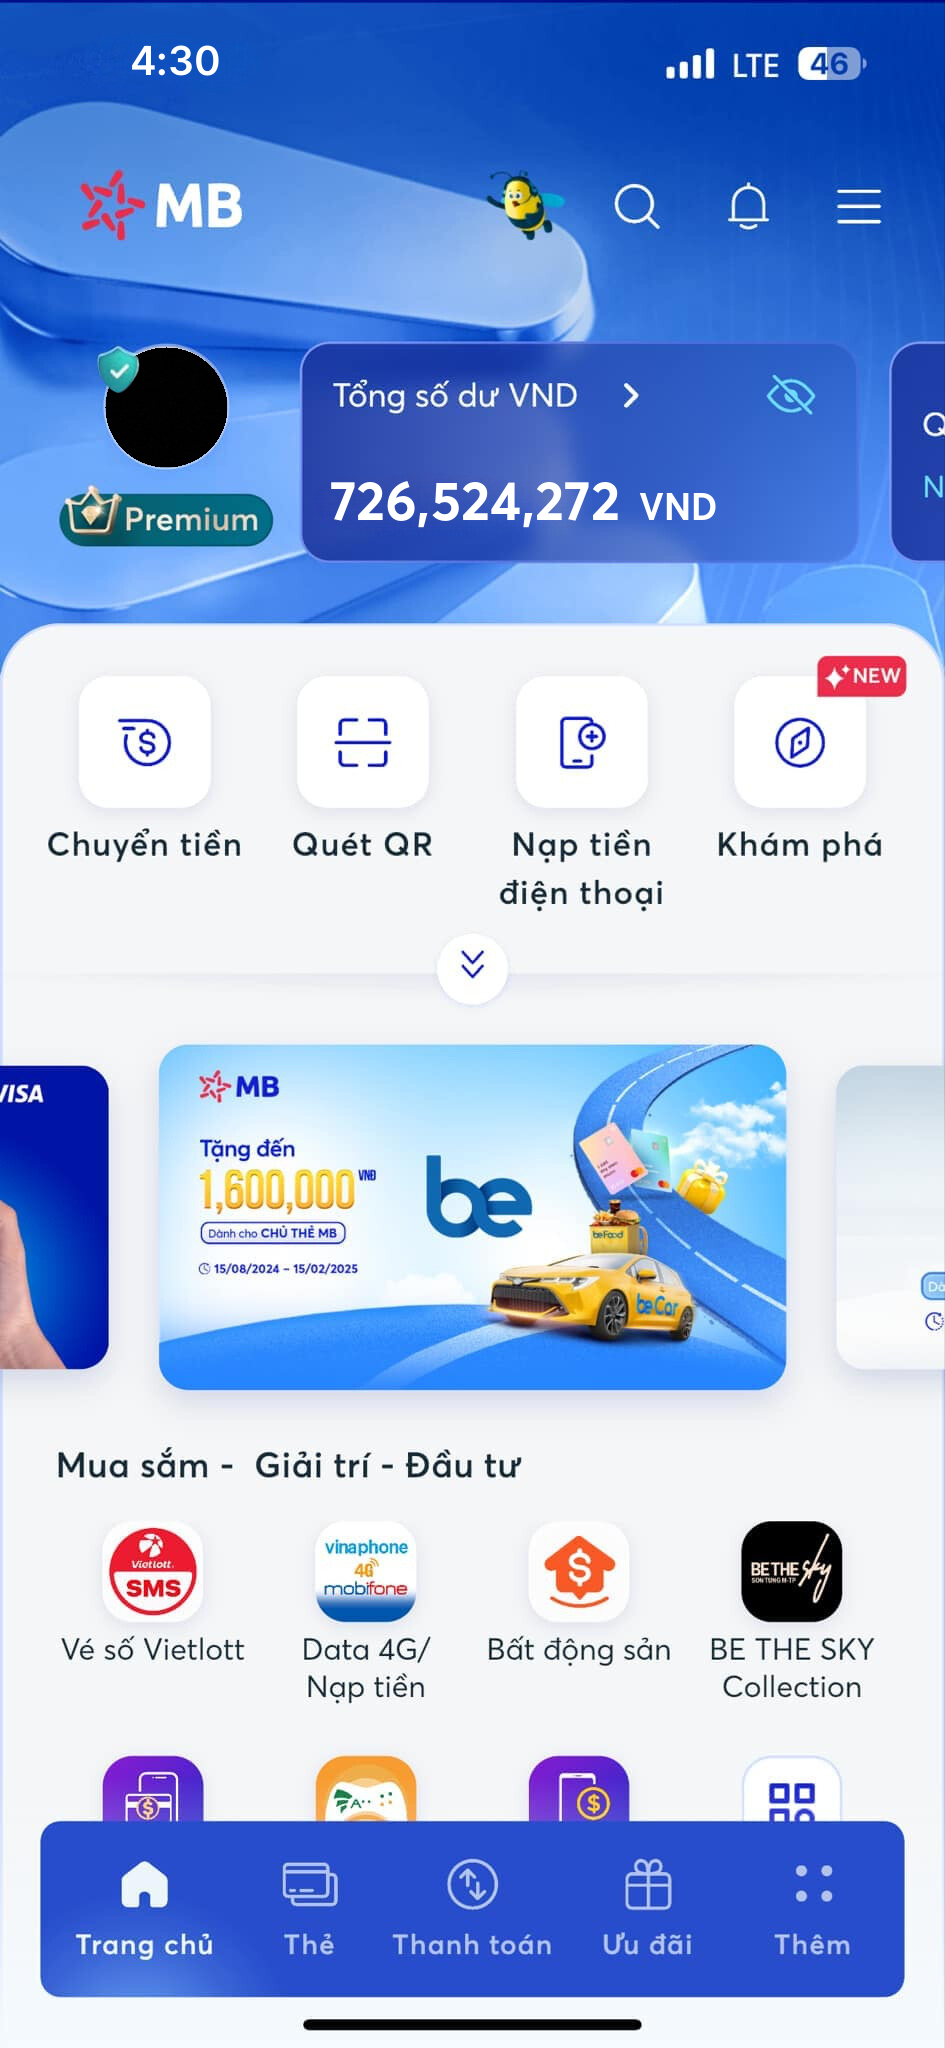 4:30
LTE 46
MB
Tổng số dư VND
726,524,272 VND
Q
N
Premium
NEW
Chuyển tiền
Quét QR
Nạp tiền
điện thoại
Khám phá
VISA
MB
Tặng đến
1,600,000 VNĐ
Dành cho CHỦ THẺ MB
15/08/2024 – 15/02/2025
be
beFood
beCar
Mua sắm - Giải trí - Đầu tư
Vietlott.
SMS
vinaphone
4G
mobifone
BE THE sky
SON TUNG M-TP
Vé số Vietlott
Data 4G/
Nạp tiền
Bất động sản
BE THE SKY
Collection
Trang chủ
Thẻ
Thanh toán
Ưu đãi
Thêm